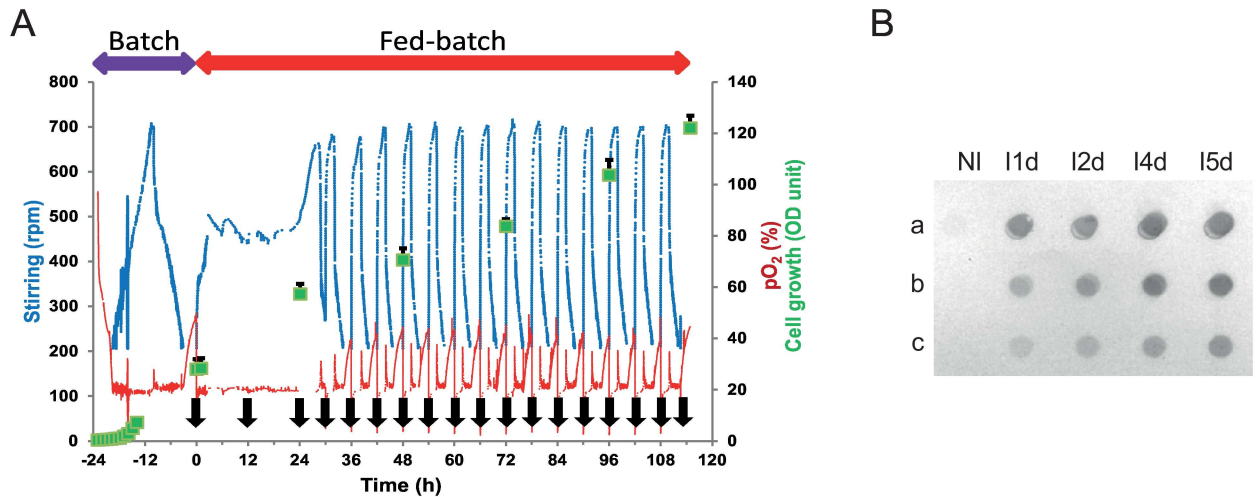 A
B
Batch
Fed-batch
800
700
600
500
400
300
200
100
0
Stirring (rpm)
140
120
100
80
60
40
20
0
pO2 (%)
Cell growth (OD unit)
-24 -12 0 12 24 36 48 60 72 84 96 108 120
Time (h)
NI I1d I2d I4d I5d
a
b
c